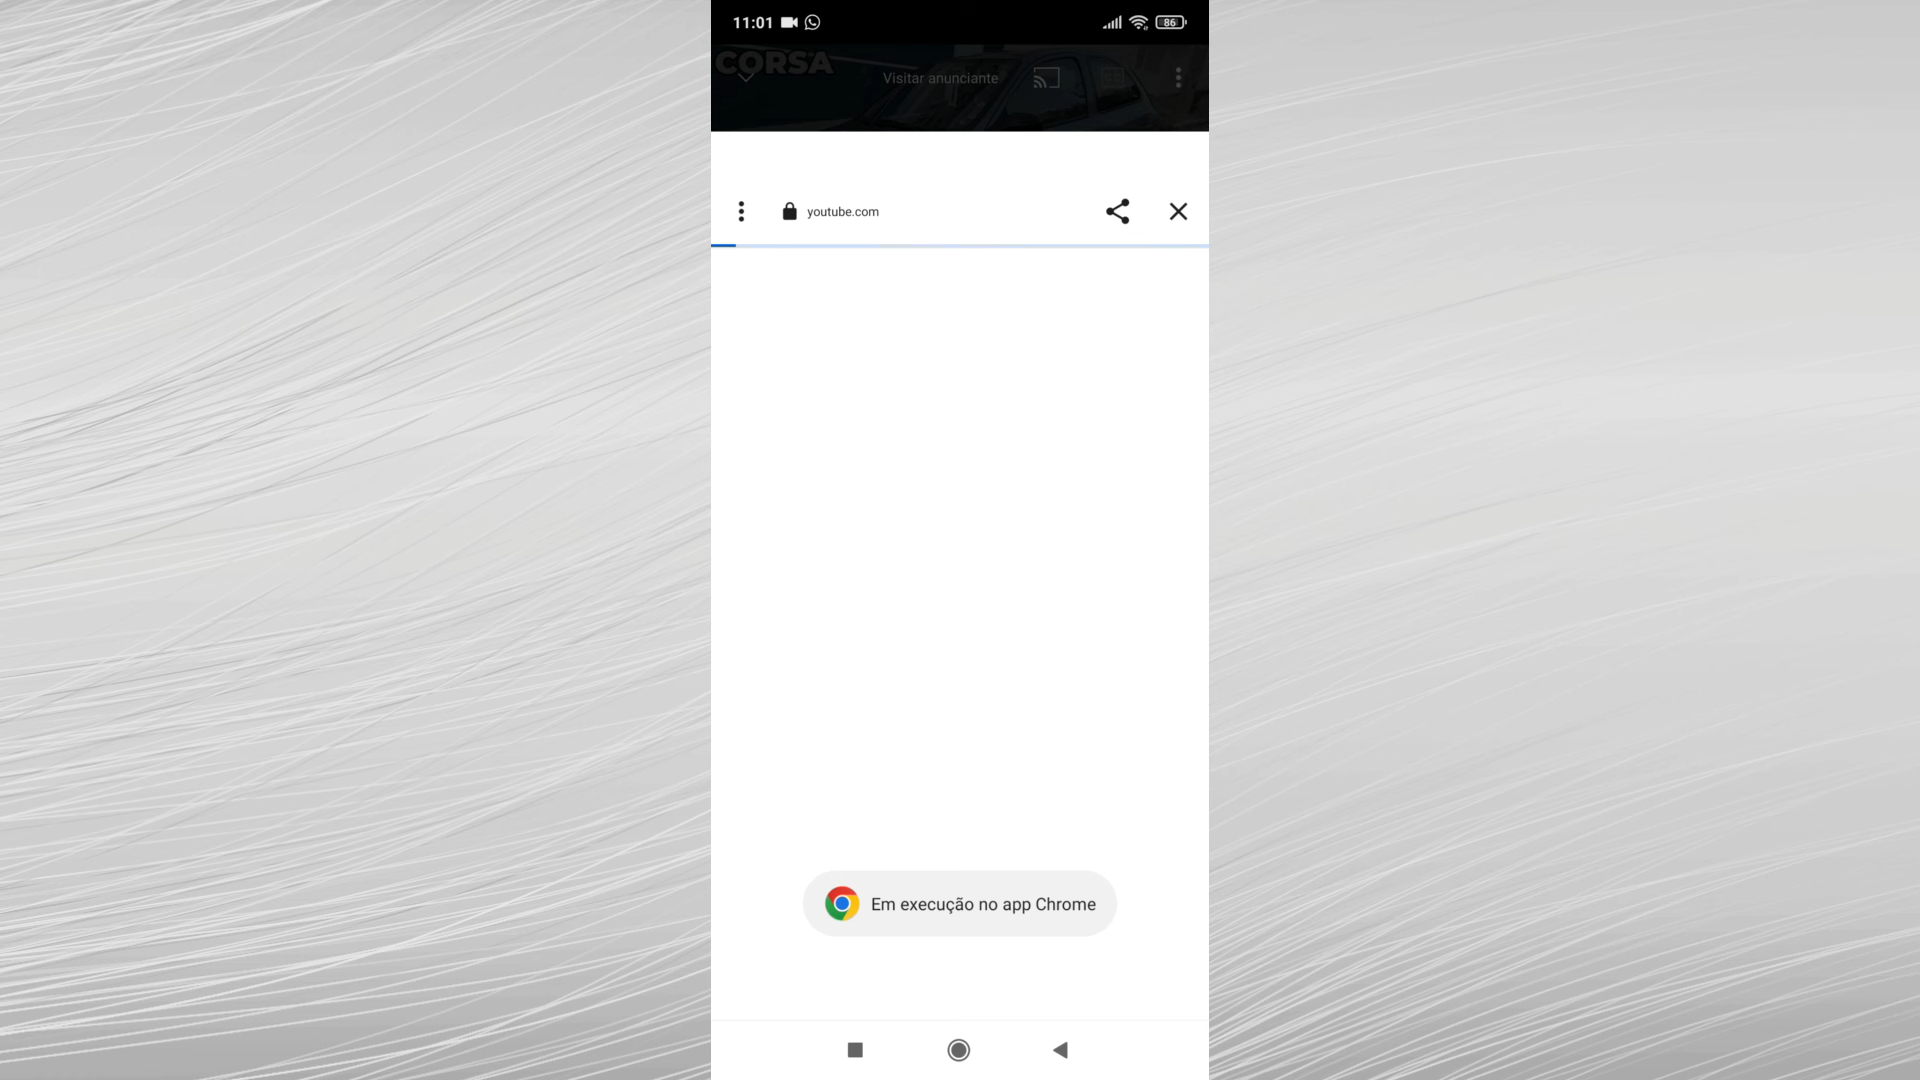 11:01
86
CORSA
Visitar anunciante
youtube.com
Em execução no app Chrome